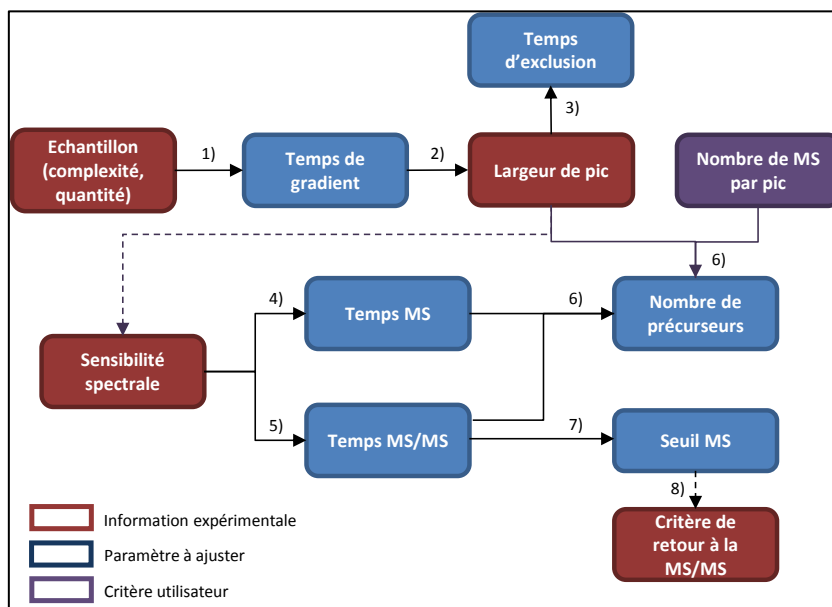 Temps
d'exclusion
3)
Echantillon
(complexité,
quantité)
1)
Temps de
gradient
2)
Largeur de pic
Nombre de MS
par pic
6)
4)
Temps MS
6)
Nombre de
précurseurs
Sensibilité
spectrale
5)
Temps MS/MS
7)
Seuil MS
8)
Critère de
retour à la
MS/MS
Information expérimentale
Paramètre à ajuster
Critère utilisateur